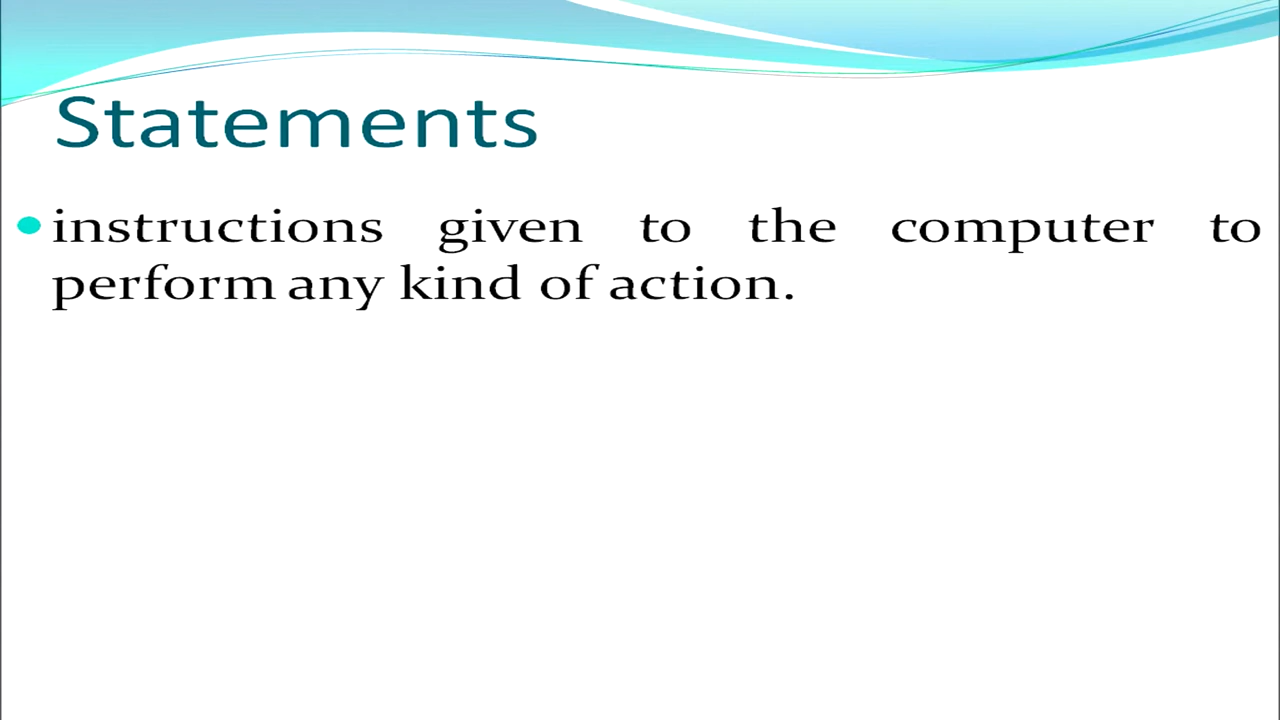 Statements
instructions given to the computer to
perform any kind of action.